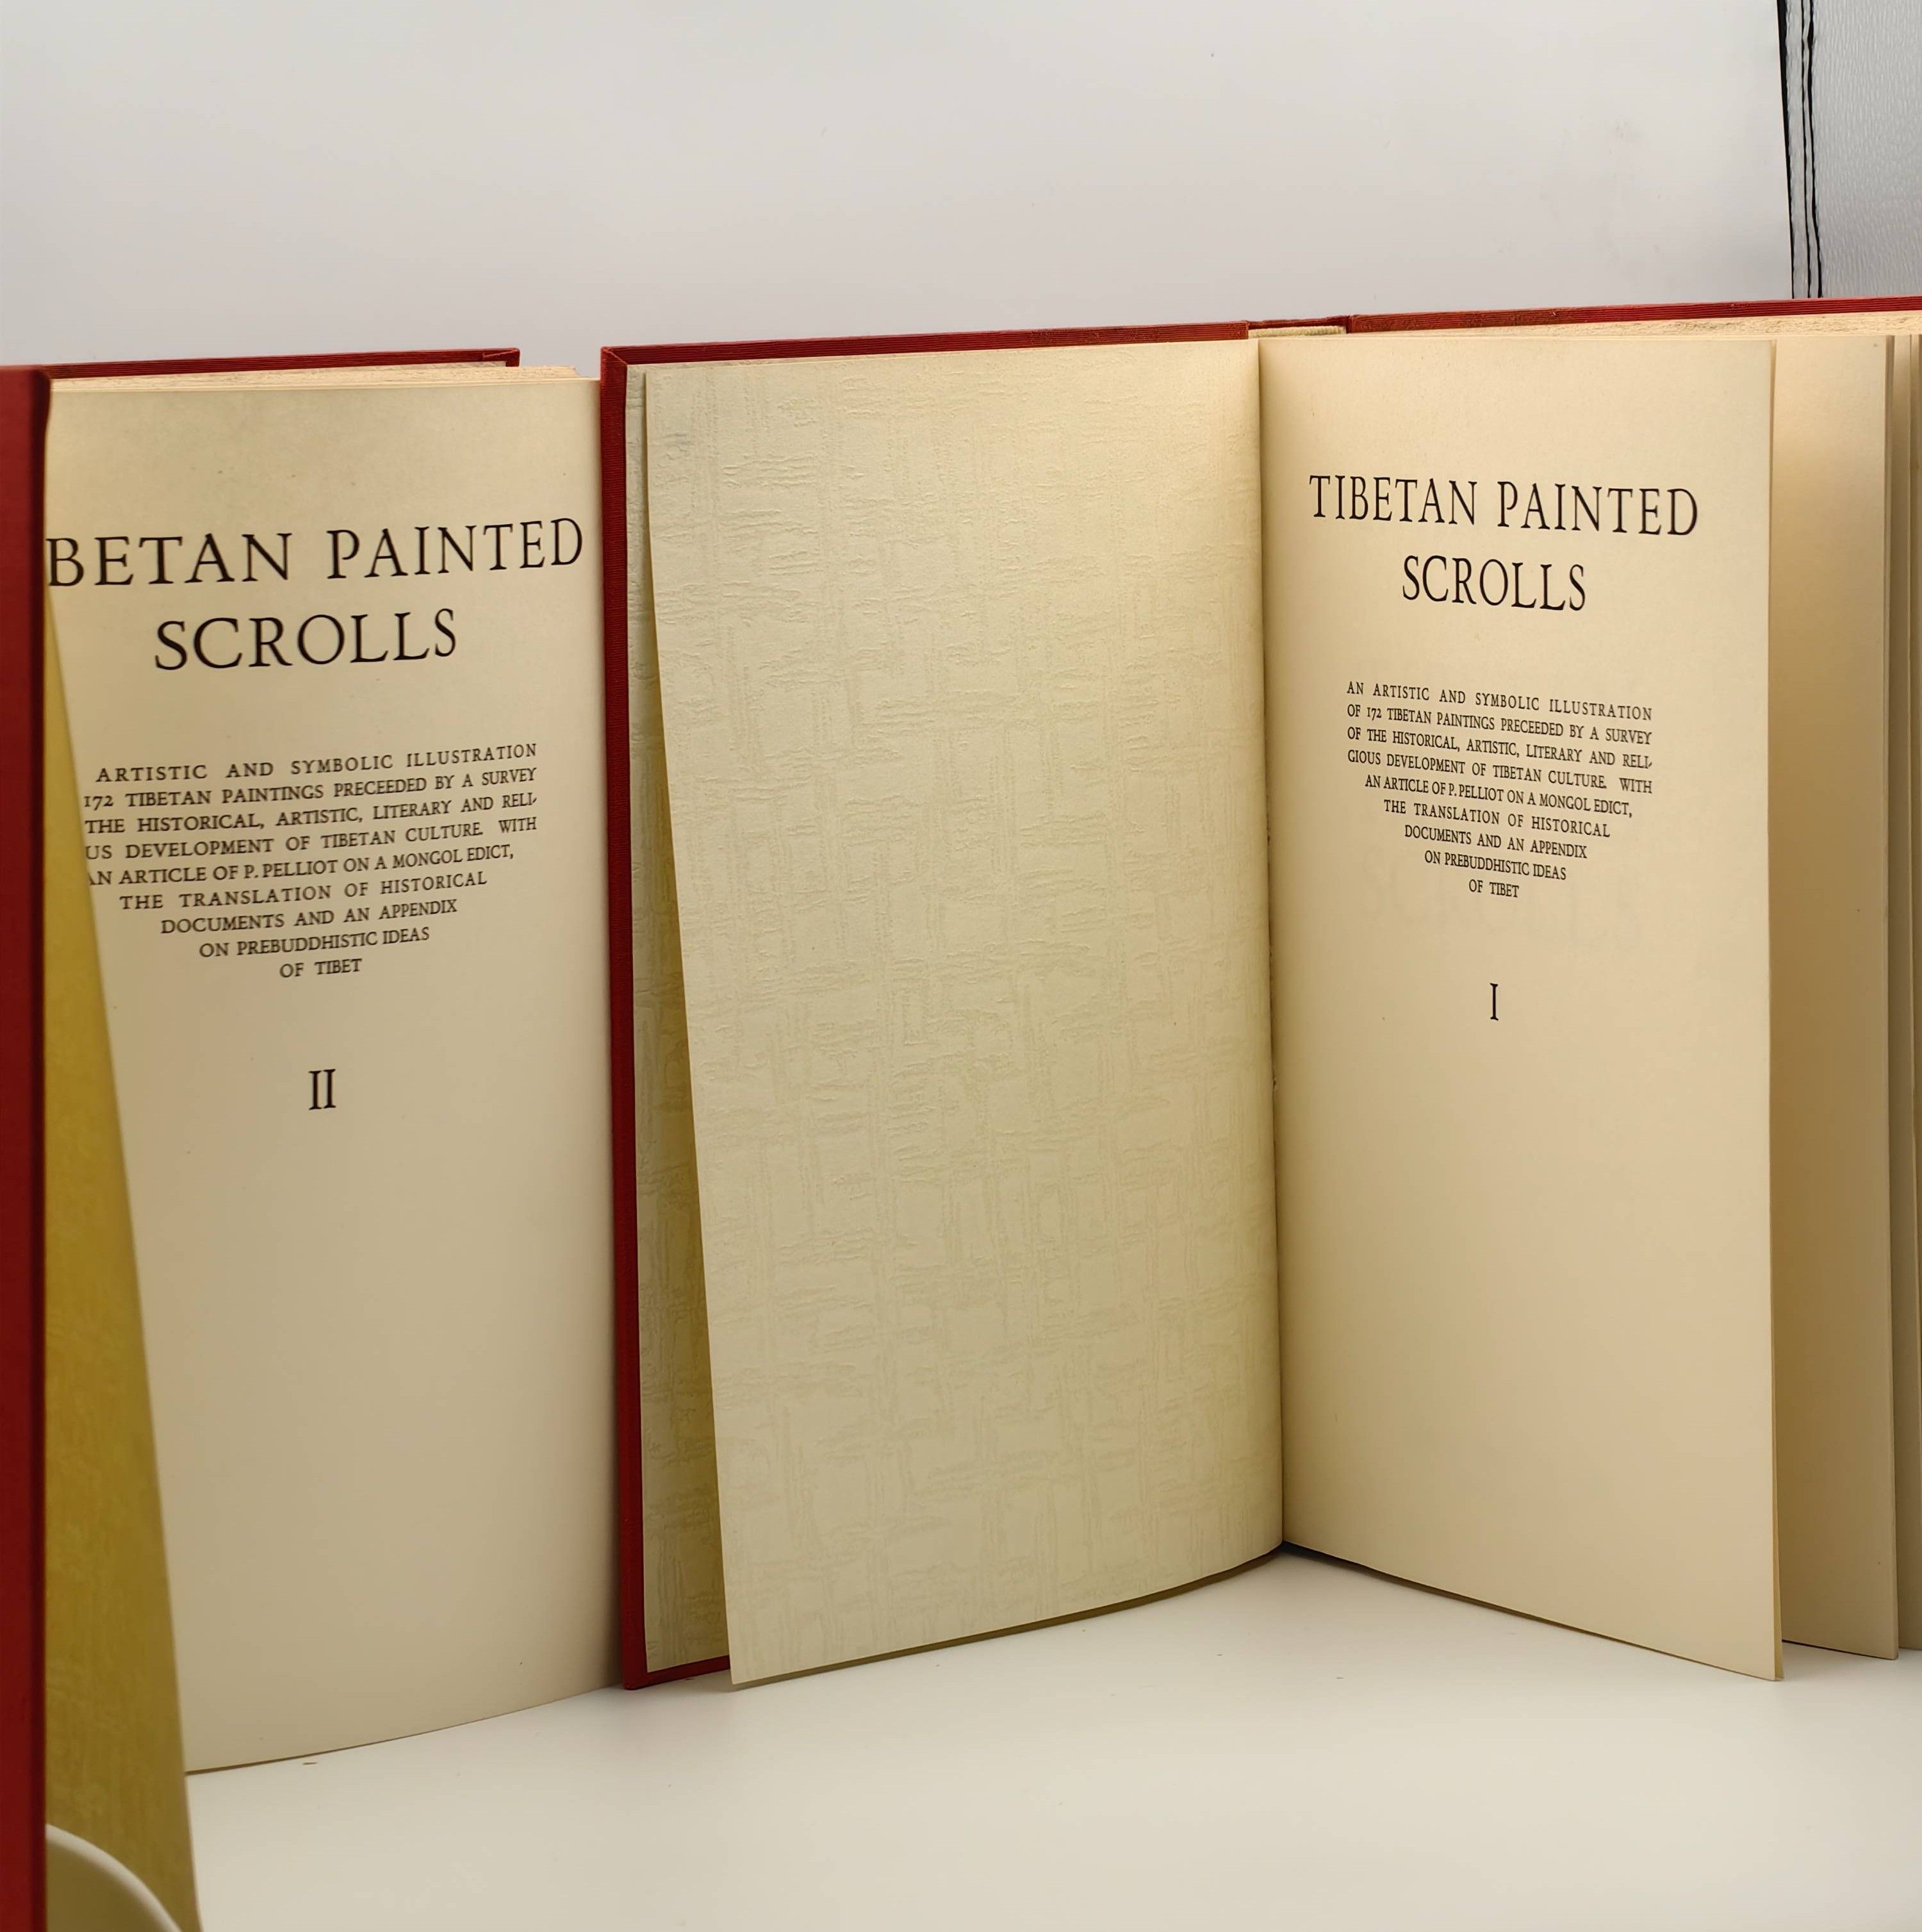 BETAN PAINTED
SCROLLS
ARTISTIC AND SYMBOLIC ILLUSTRATION
172 TIBETAN PAINTINGS PRECEEDED BY A SURVEY
THE HISTORICAL, ARTISTIC, LITERARY AND RELI-
US DEVELOPMENT OF TIBETAN CULTURE. WITH
AN ARTICLE OF P. PELLIOT ON A MONGOL EDICT,
THE TRANSLATION OF HISTORICAL
DOCUMENTS AND AN APPENDIX
ON PREBUDDHISTIC IDEAS
OF TIBET
II
TIBETAN PAINTED
SCROLLS
AN ARTISTIC AND SYMBOLIC ILLUSTRATION
OF 172 TIBETAN PAINTINGS PRECEEDED BY A SURVEY
OF THE HISTORICAL, ARTISTIC, LITERARY AND RELI-
GIOUS DEVELOPMENT OF TIBETAN CULTURE. WITH
AN ARTICLE OF P. PELLIOT ON A MONGOL EDICT,
THE TRANSLATION OF HISTORICAL
DOCUMENTS AND AN APPENDIX
ON PREBUDDHISTIC IDEAS
OF TIBET
I